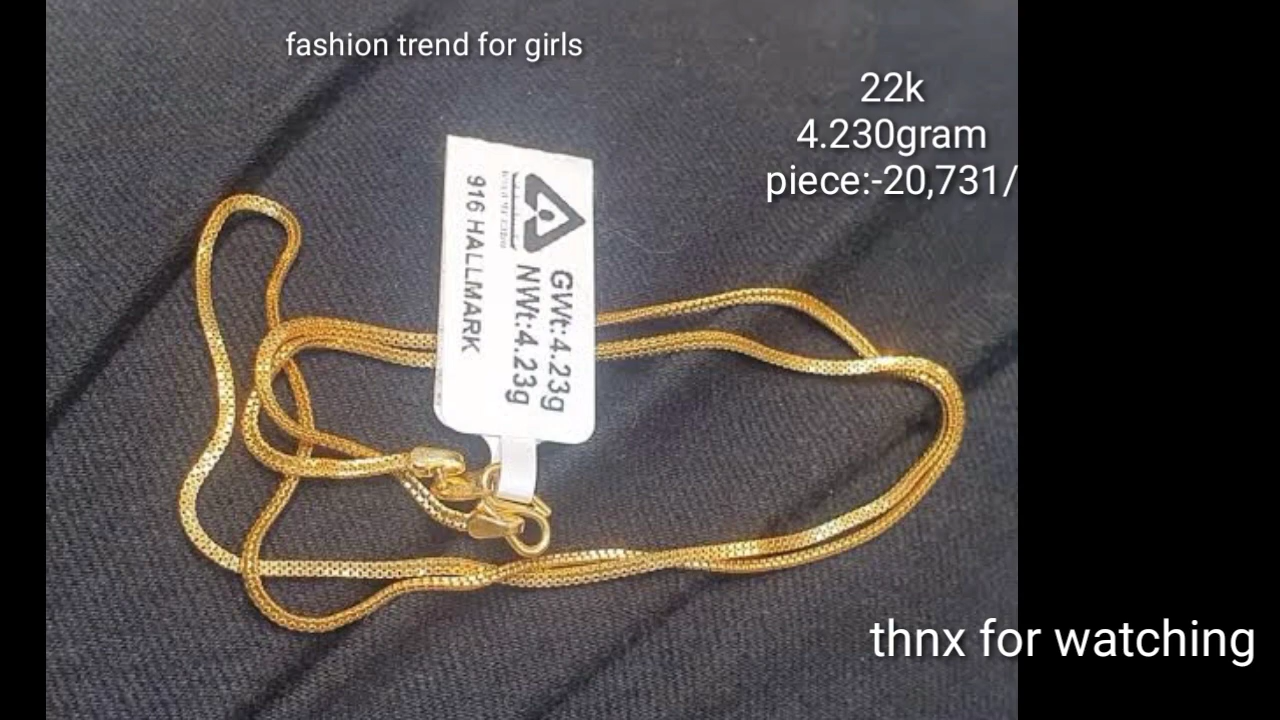 fashion trend for girls
22k
4.230gram
piece:-20,731/
GWt:4.23g
NWt:4.23g
916 HALLMARK
thnx for watching